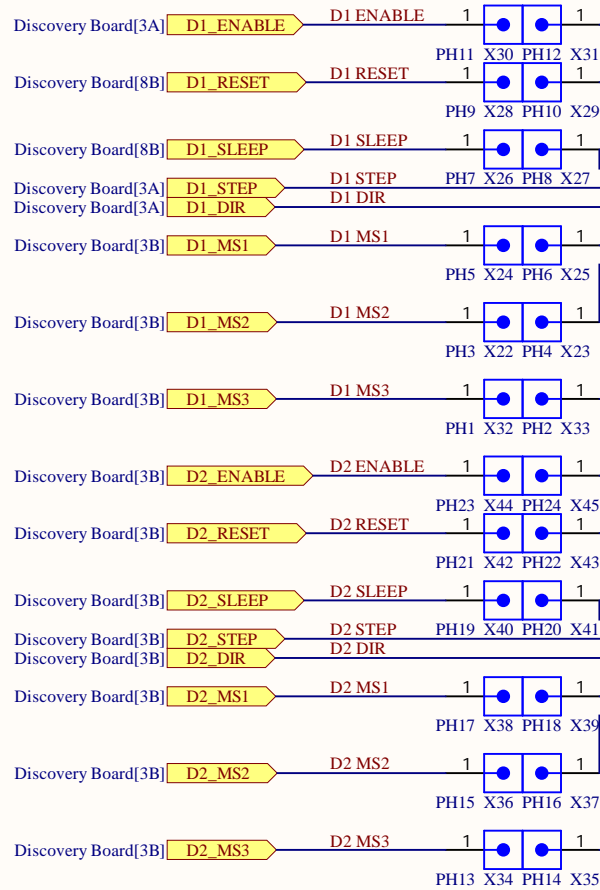 Discovery Board[3A] D1_ENABLE D1 ENABLE 1 1
PH11 X30 PH12 X31
Discovery Board[8B] D1_RESET D1 RESET 1 1
PH9 X28 PH10 X29
Discovery Board[8B] D1_SLEEP D1 SLEEP 1 1
PH7 X26 PH8 X27
Discovery Board[3A] D1_STEP D1 STEP
Discovery Board[3A] D1_DIR D1 DIR
Discovery Board[3B] D1_MS1 D1 MS1 1 1
PH5 X24 PH6 X25
Discovery Board[3B] D1_MS2 D1 MS2 1 1
PH3 X22 PH4 X23
Discovery Board[3B] D1_MS3 D1 MS3 1 1
PH1 X32 PH2 X33
Discovery Board[3B] D2_ENABLE D2 ENABLE 1 1
PH23 X44 PH24 X45
Discovery Board[3B] D2_RESET D2 RESET 1 1
PH21 X42 PH22 X43
Discovery Board[3B] D2_SLEEP D2 SLEEP 1 1
PH19 X40 PH20 X41
Discovery Board[3B] D2_STEP D2 STEP
Discovery Board[3B] D2_DIR D2 DIR
Discovery Board[3B] D2_MS1 D2 MS1 1 1
PH17 X38 PH18 X39
Discovery Board[3B] D2_MS2 D2 MS2 1 1
PH15 X36 PH16 X37
Discovery Board[3B] D2_MS3 D2 MS3 1 1
PH13 X34 PH14 X35